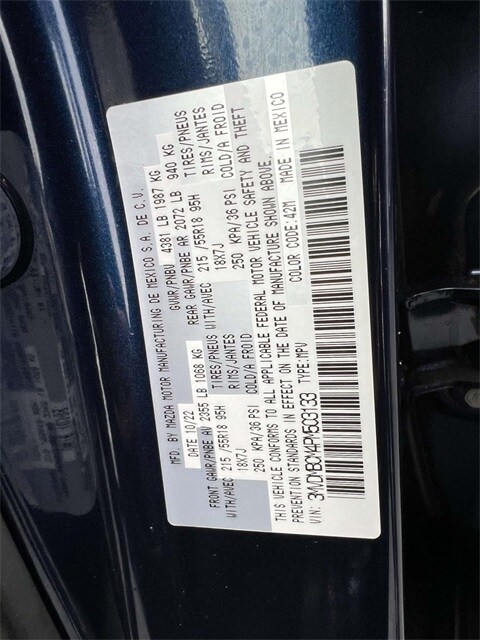 MFD. BY MAZDA MOTOR MANUFACTURING DE MEXICO S.A. DE C.V.
DATE 10/22 GVWR/PNBV 4381 LB 1987 KG
FRONT GAWR/PNBE AV 2355 LB 1068 KG REAR GAWR/PNBE AR 2072 LB 940 KG
WITH/AVEC 215 /55R18 95H TIRES/PNEUS WITH/AVEC 215 /55R18 95H TIRES/PNEUS
18X7J RIMS/JANTES 18X7J RIMS/JANTES
250 KPA/36 PSI COLD/A FROID 250 KPA/36 PSI COLD/A FROID
THIS VEHICLE CONFORMS TO ALL APPLICABLE FEDERAL MOTOR VEHICLE SAFETY AND THEFT
PREVENTION STANDARDS IN EFFECT ON THE DATE OF MANUFACTURE SHOWN ABOVE.
VIN: 3MVDMBCY4PM503133 TYPE:MPV COLOR CODE:42M MADE IN MEXICO